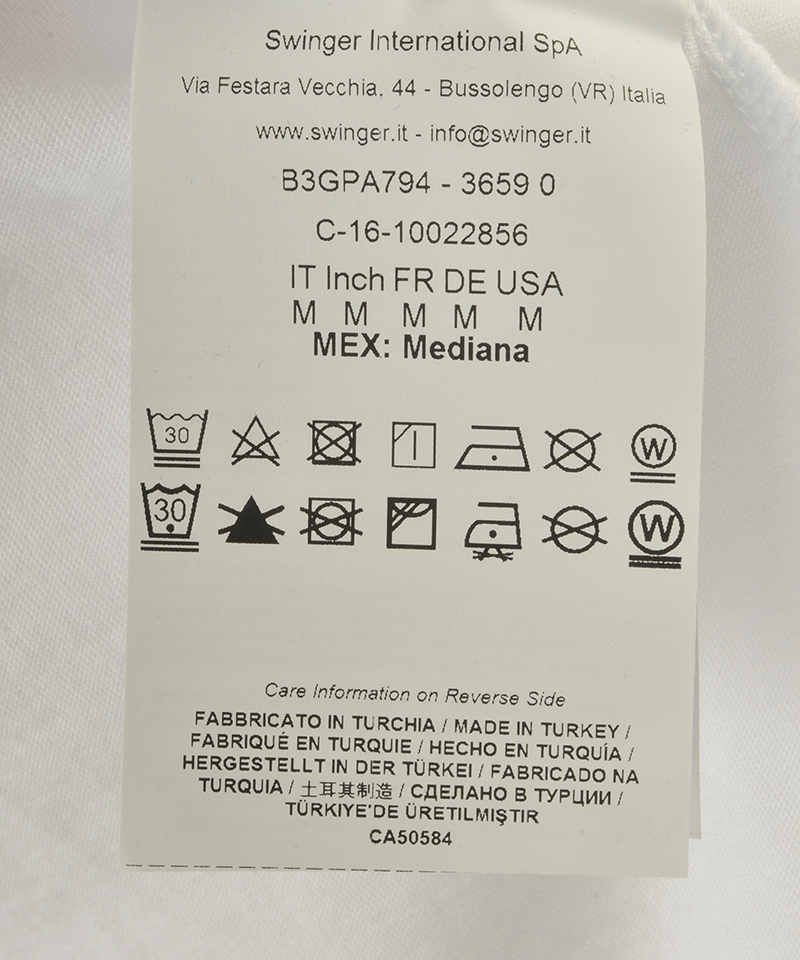 Swinger International SpA
Via Festara Vecchia, 44 - Bussolengo (VR) Italia
www.swinger.it - info@swinger.it
B3GPA794 - 3659 0
C-16-10022856
IT Inch FR DE USA
M M M M M
MEX: Mediana
30 W
30 W
Care Information on Reverse Side
FABBRICATO IN TURCHIA / MADE IN TURKEY /
FABRIQUÉ EN TURQUIE / HECHO EN TURQUÍA /
HERGESTELLT IN DER TÜRKEI / FABRICADO NA
TURQUIA / 土耳其制造 / СДЕЛАНО В ТУРЦИИ /
TÜRKIYE'DE ÜRETILMIŞTIR
CA50584